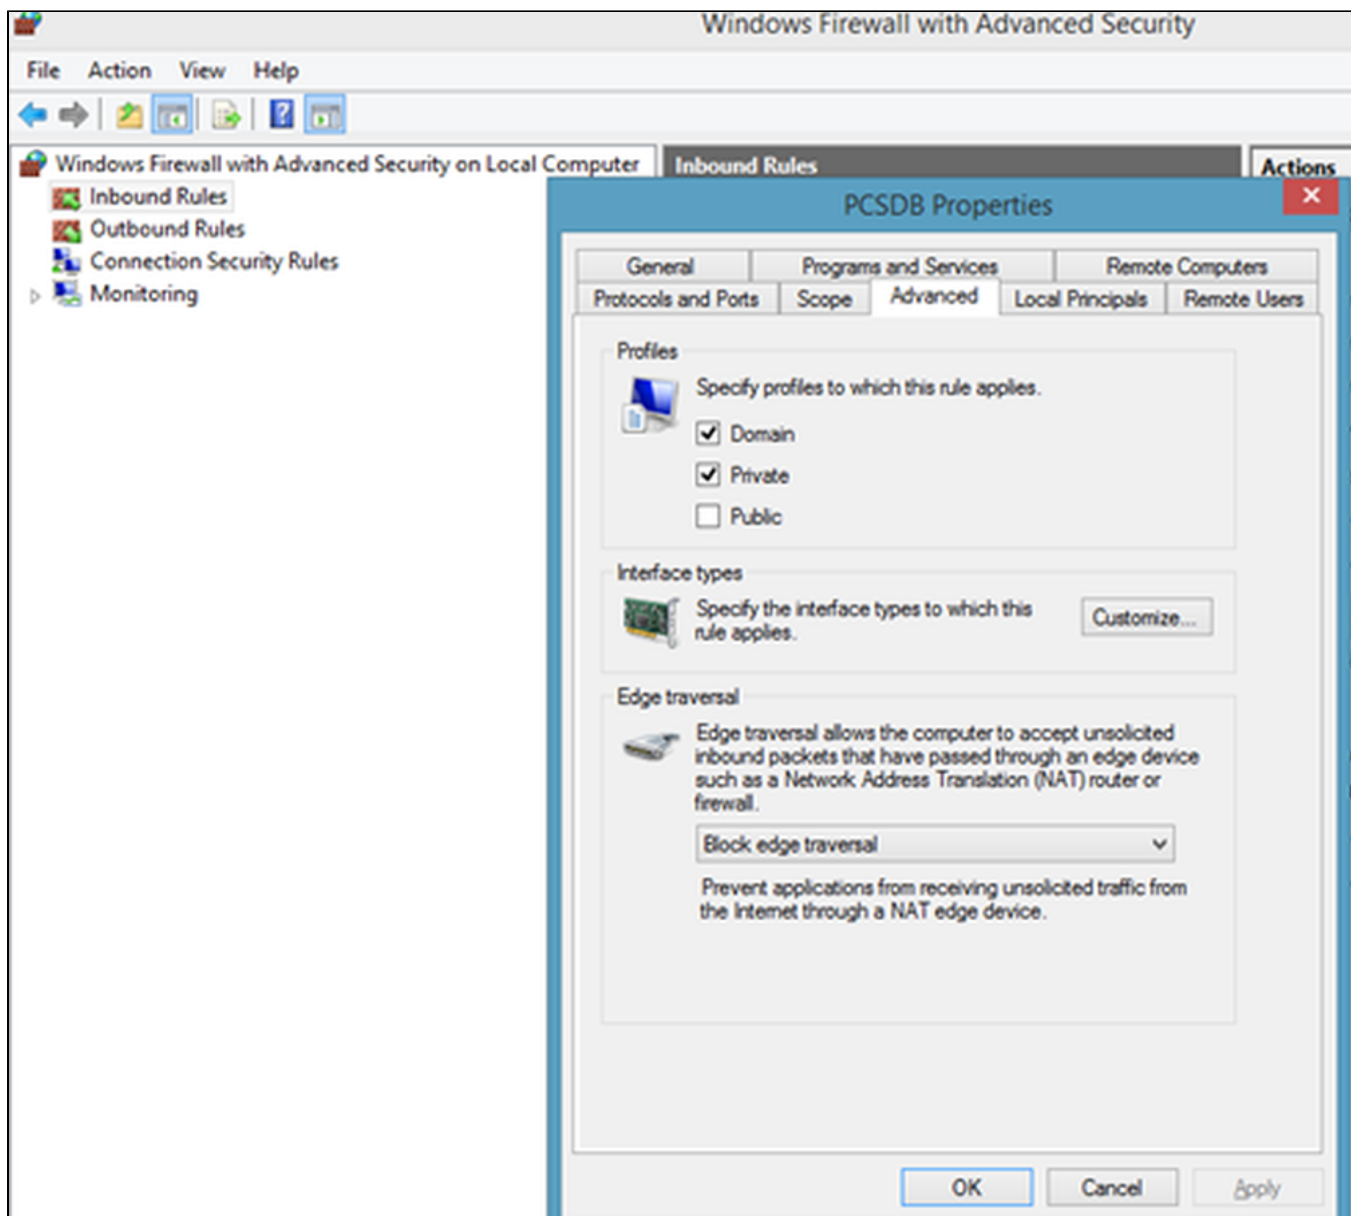 Windows Firewall with Advanced Security
File Action View Help
Windows Firewall with Advanced Security on Local Computer
Inbound Rules
Outbound Rules
Connection Security Rules
Monitoring
Inbound Rules
Actions
PCSDB Properties
General Programs and Services Remote Computers
Protocols and Ports Scope Advanced Local Principals Remote Users
Profiles
Specify profiles to which this rule applies.
Domain
Private
Public
Interface types
Specify the interface types to which this
rule applies.
Customize...
Edge traversal
Edge traversal allows the computer to accept unsolicited
inbound packets that have passed through an edge device
such as a Network Address Translation (NAT) router or
firewall.
Block edge traversal
Prevent applications from receiving unsolicited traffic from
the Internet through a NAT edge device.
OK Cancel Apply